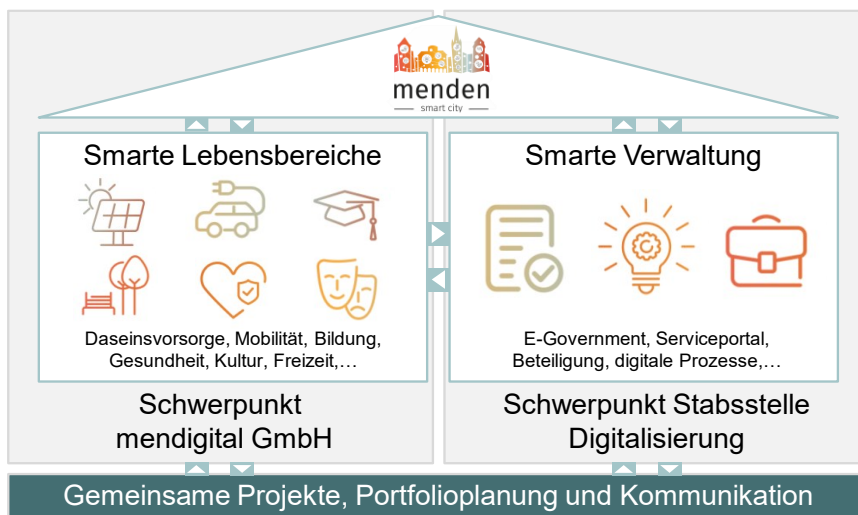 menden
smart city
Smarte Lebensbereiche
Daseinsvorsorge, Mobilität, Bildung,
Gesundheit, Kultur, Freizeit,…
Schwerpunkt
mendigital GmbH
Smarte Verwaltung
E-Government, Serviceportal,
Beteiligung, digitale Prozesse,…
Schwerpunkt Stabsstelle
Digitalisierung
Gemeinsame Projekte, Portfolioplanung und Kommunikation